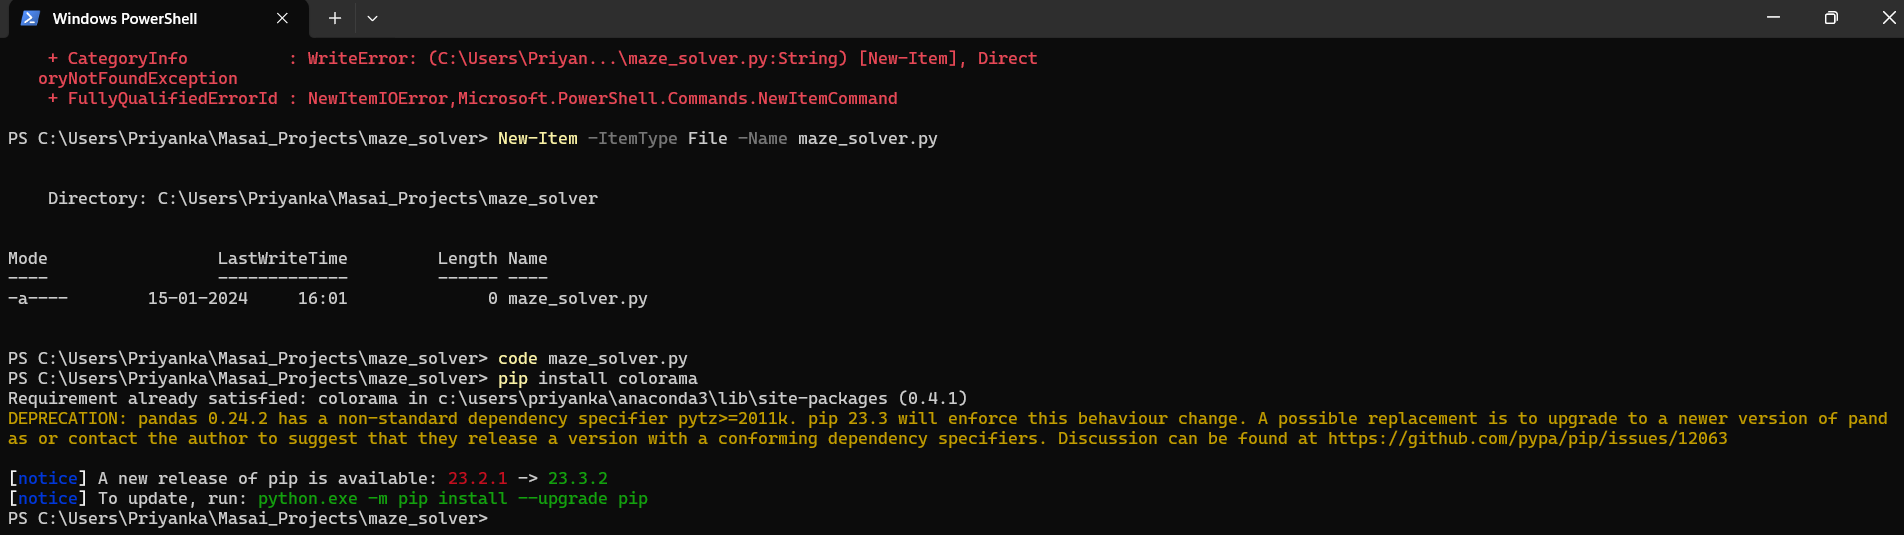 Windows PowerShell
+ CategoryInfo          : WriteError: (C:\Users\Priyan...\maze_solver.py:String) [New-Item], Direct
oryNotFoundException
+ FullyQualifiedErrorId : NewItemIOError,Microsoft.PowerShell.Commands.NewItemCommand
PS C:\Users\Priyanka\Masai_Projects\maze_solver> New-Item -ItemType File -Name maze_solver.py
Directory: C:\Users\Priyanka\Masai_Projects\maze_solver
Mode                 LastWriteTime         Length Name
----                 -------------         ------ ----
-a----        15-01-2024     16:01              0 maze_solver.py
PS C:\Users\Priyanka\Masai_Projects\maze_solver> code maze_solver.py
PS C:\Users\Priyanka\Masai_Projects\maze_solver> pip install colorama
Requirement already satisfied: colorama in c:\users\priyanka\anaconda3\lib\site-packages (0.4.1)
DEPRECATION: pandas 0.24.2 has a non-standard dependency specifier pytz>=2011k. pip 23.3 will enforce this behaviour change. A possible replacement is to upgrade to a newer version of pand
as or contact the author to suggest that they release a version with a conforming dependency specifiers. Discussion can be found at https://github.com/pypa/pip/issues/12063
[notice] A new release of pip is available: 23.2.1 -> 23.3.2
[notice] To update, run: python.exe -m pip install --upgrade pip
PS C:\Users\Priyanka\Masai_Projects\maze_solver>